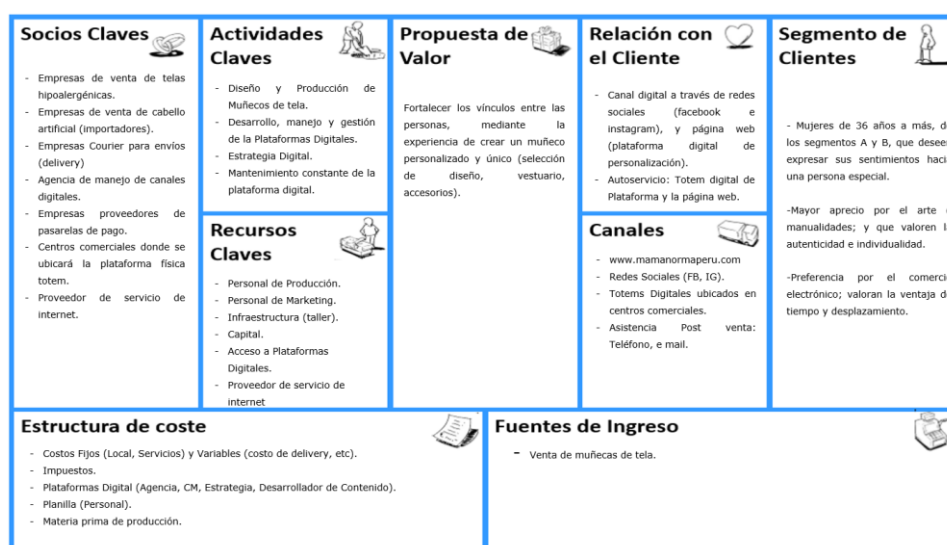 Socios Claves
- Empresas de venta de telas
hipoalergénicas.
- Empresas de venta de cabello
artificial (importadores).
- Empresas Courier para envíos
(delivery)
- Agencia de manejo de canales
digitales.
- Empresas proveedores de
pasarelas de pago.
- Centros comerciales donde se
ubicará la plataforma física
totem.
- Proveedor de servicio de
internet.
Actividades
Claves
- Diseño y Producción de
Muñecos de tela.
- Desarrollo, manejo y gestión
de la Plataformas Digitales.
- Estrategia Digital.
- Mantenimiento constante de la
plataforma digital.
Recursos
Claves
- Personal de Producción.
- Personal de Marketing.
- Infraestructura (taller).
- Capital.
- Acceso a Plataformas
Digitales.
- Proveedor de servicio de
internet
Propuesta de
Valor
Fortalecer los vínculos entre las
personas, mediante la
experiencia de crear un muñeco
personalizado y único (selección
de diseño, vestuario,
accesorios).
Relación con
el Cliente
- Canal digital a través de redes
sociales (facebook e
instagram), y página web
(plataforma digital de
personalización).
- Autoservicio: Totem digital de
Plataforma y la página web.
Canales
- www.mamanormaperu.com
- Redes Sociales (FB, IG).
- Totems Digitales ubicados en
centros comerciales.
- Asistencia Post venta:
Teléfono, e mail.
Segmento de
Clientes
- Mujeres de 36 años a más,
los segmentos A y B, que
expresar sus sentimientos
una persona especial.
-Mayor aprecio por el arte
manualidades; y que valoren
autenticidad e individualidad.
-Preferencia por el
electrónico; valoran la ventaja
tiempo y desplazamiento.
Estructura de coste
- Costos Fijos (Local, Servicios) y Variables (costo de delivery, etc).
- Impuestos.
- Plataformas Digital (Agencia, CM, Estrategia, Desarrollador de Contenido).
- Planilla (Personal).
- Materia prima de producción.
Fuentes de Ingreso
- Venta de muñecas de tela.